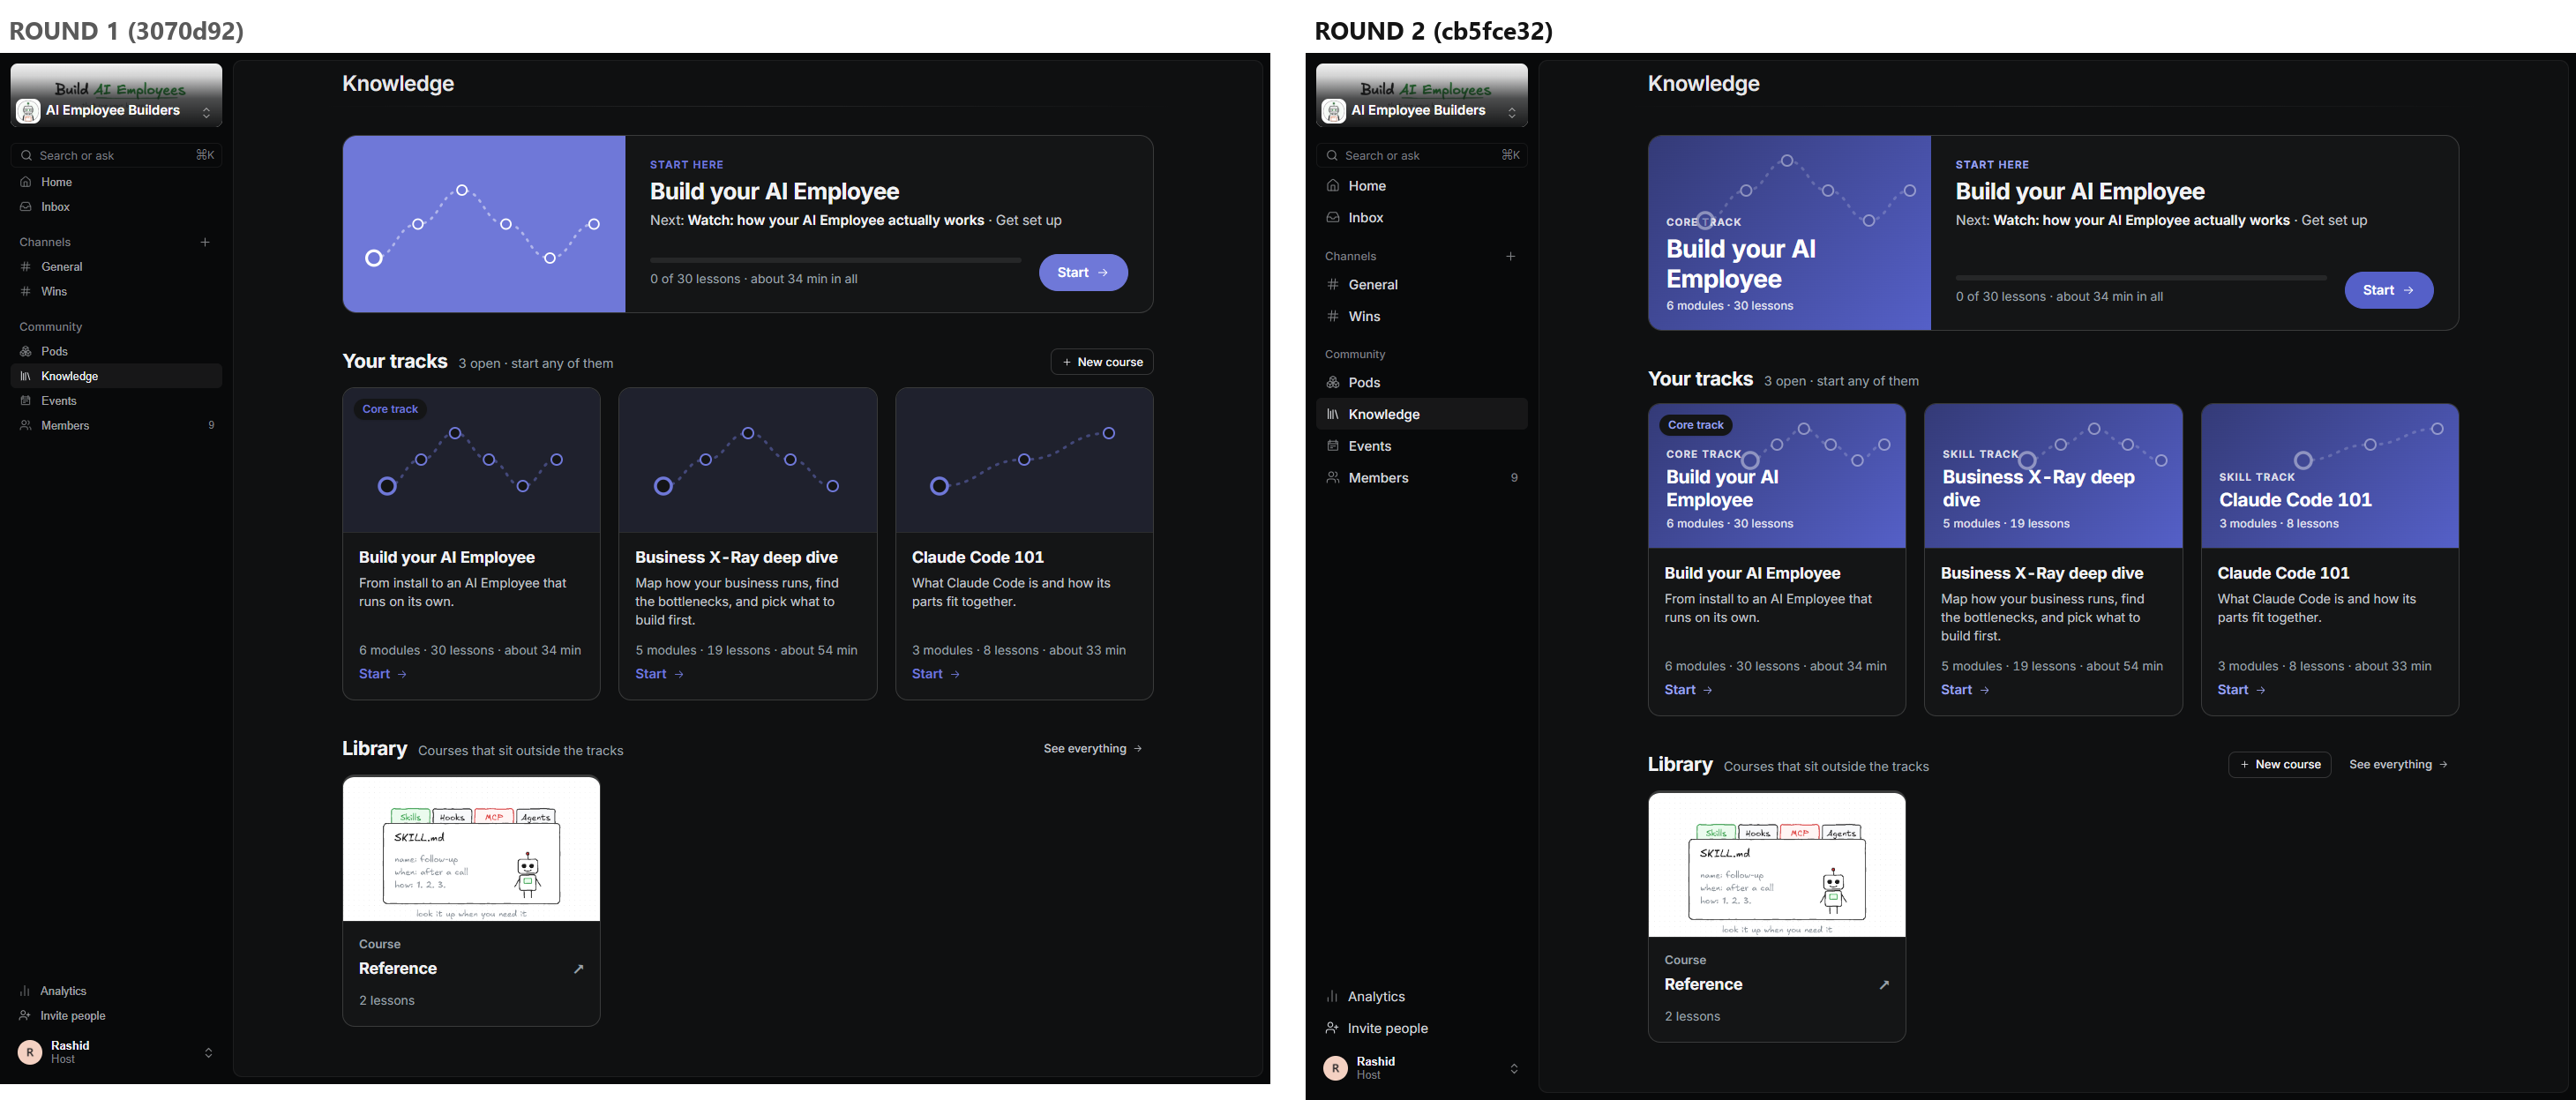 ROUND 1 (3070d92)
Build AI Employees
AI Employee Builders
Search or ask ⌘K
Home
Inbox
Channels +
# General
# Wins
Community
Pods
Knowledge
Events
Members 9
Analytics
Invite people
R
Rashid
Host
Knowledge
START HERE
Build your AI Employee
Next: Watch: how your AI Employee actually works · Get set up
0 of 30 lessons · about 34 min in all
Start →
Your tracks 3 open · start any of them
+ New course
Core track
Build your AI Employee
From install to an AI Employee that
runs on its own.
6 modules · 30 lessons · about 34 min
Start →
Business X-Ray deep dive
Map how your business runs, find
the bottlenecks, and pick what to
build first.
5 modules · 19 lessons · about 54 min
Start →
Claude Code 101
What Claude Code is and how its
parts fit together.
3 modules · 8 lessons · about 33 min
Start →
Library Courses that sit outside the tracks
See everything →
Skills Hooks MCP Agents
SKILL.md
name: follow-up
when: after a call
how: 1. 2. 3.
look it up when you need it
Course
Reference ↗
2 lessons
ROUND 2 (cb5fce32)
Build AI Employees
AI Employee Builders
Search or ask ⌘K
Home
Inbox
Channels +
# General
# Wins
Community
Pods
Knowledge
Events
Members 9
Analytics
Invite people
R
Rashid
Host
Knowledge
CORE TRACK
Build your AI
Employee
6 modules · 30 lessons
START HERE
Build your AI Employee
Next: Watch: how your AI Employee actually works · Get set up
0 of 30 lessons · about 34 min in all
Start →
Your tracks 3 open · start any of them
Core track
CORE TRACK
Build your AI
Employee
6 modules · 30 lessons
Build your AI Employee
From install to an AI Employee that
runs on its own.
6 modules · 30 lessons · about 34 min
Start →
SKILL TRACK
Business X-Ray deep
dive
5 modules · 19 lessons
Business X-Ray deep dive
Map how your business runs, find
the bottlenecks, and pick what to
build first.
5 modules · 19 lessons · about 54 min
Start →
SKILL TRACK
Claude Code 101
3 modules · 8 lessons
Claude Code 101
What Claude Code is and how its
parts fit together.
3 modules · 8 lessons · about 33 min
Start →
Library Courses that sit outside the tracks
+ New course
See everything →
Skills Hooks MCP Agents
SKILL.md
name: follow-up
when: after a call
how: 1. 2. 3.
look it up when you need it
Course
Reference ↗
2 lessons